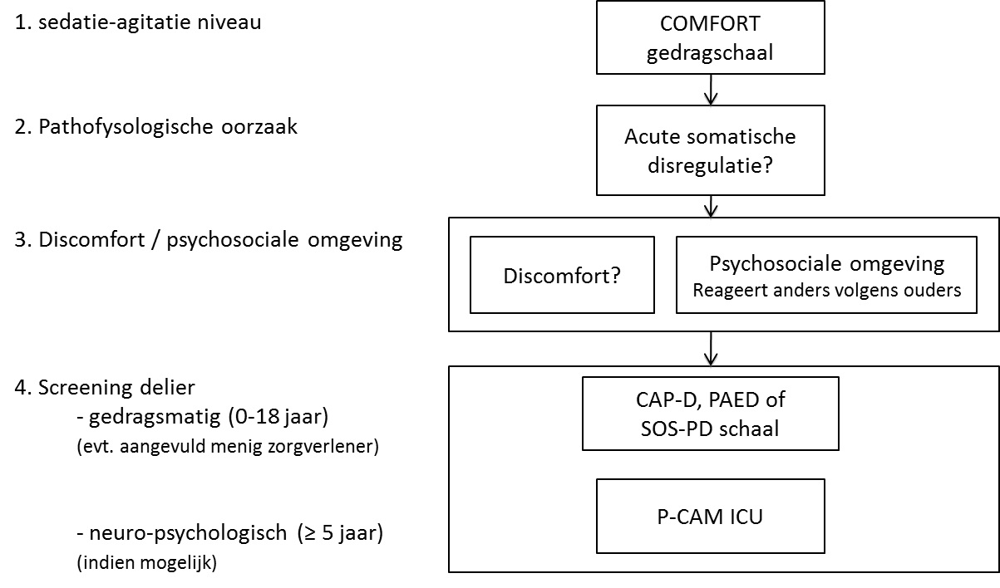 1. sedatie-agitatie niveau
COMFORT
gedragschaal
2. Pathofysologische oorzaak
Acute somatische
disregulatie?
3. Discomfort / psychosociale omgeving
Discomfort?
Psychosociale omgeving
Reageert anders volgens ouders
4. Screening delier
- gedragsmatig (0-18 jaar)
(evt. aangevuld menig zorgverlener)
CAP-D, PAED of
SOS-PD schaal
- neuro-psychologisch (≥ 5 jaar)
(indien mogelijk)
P-CAM ICU